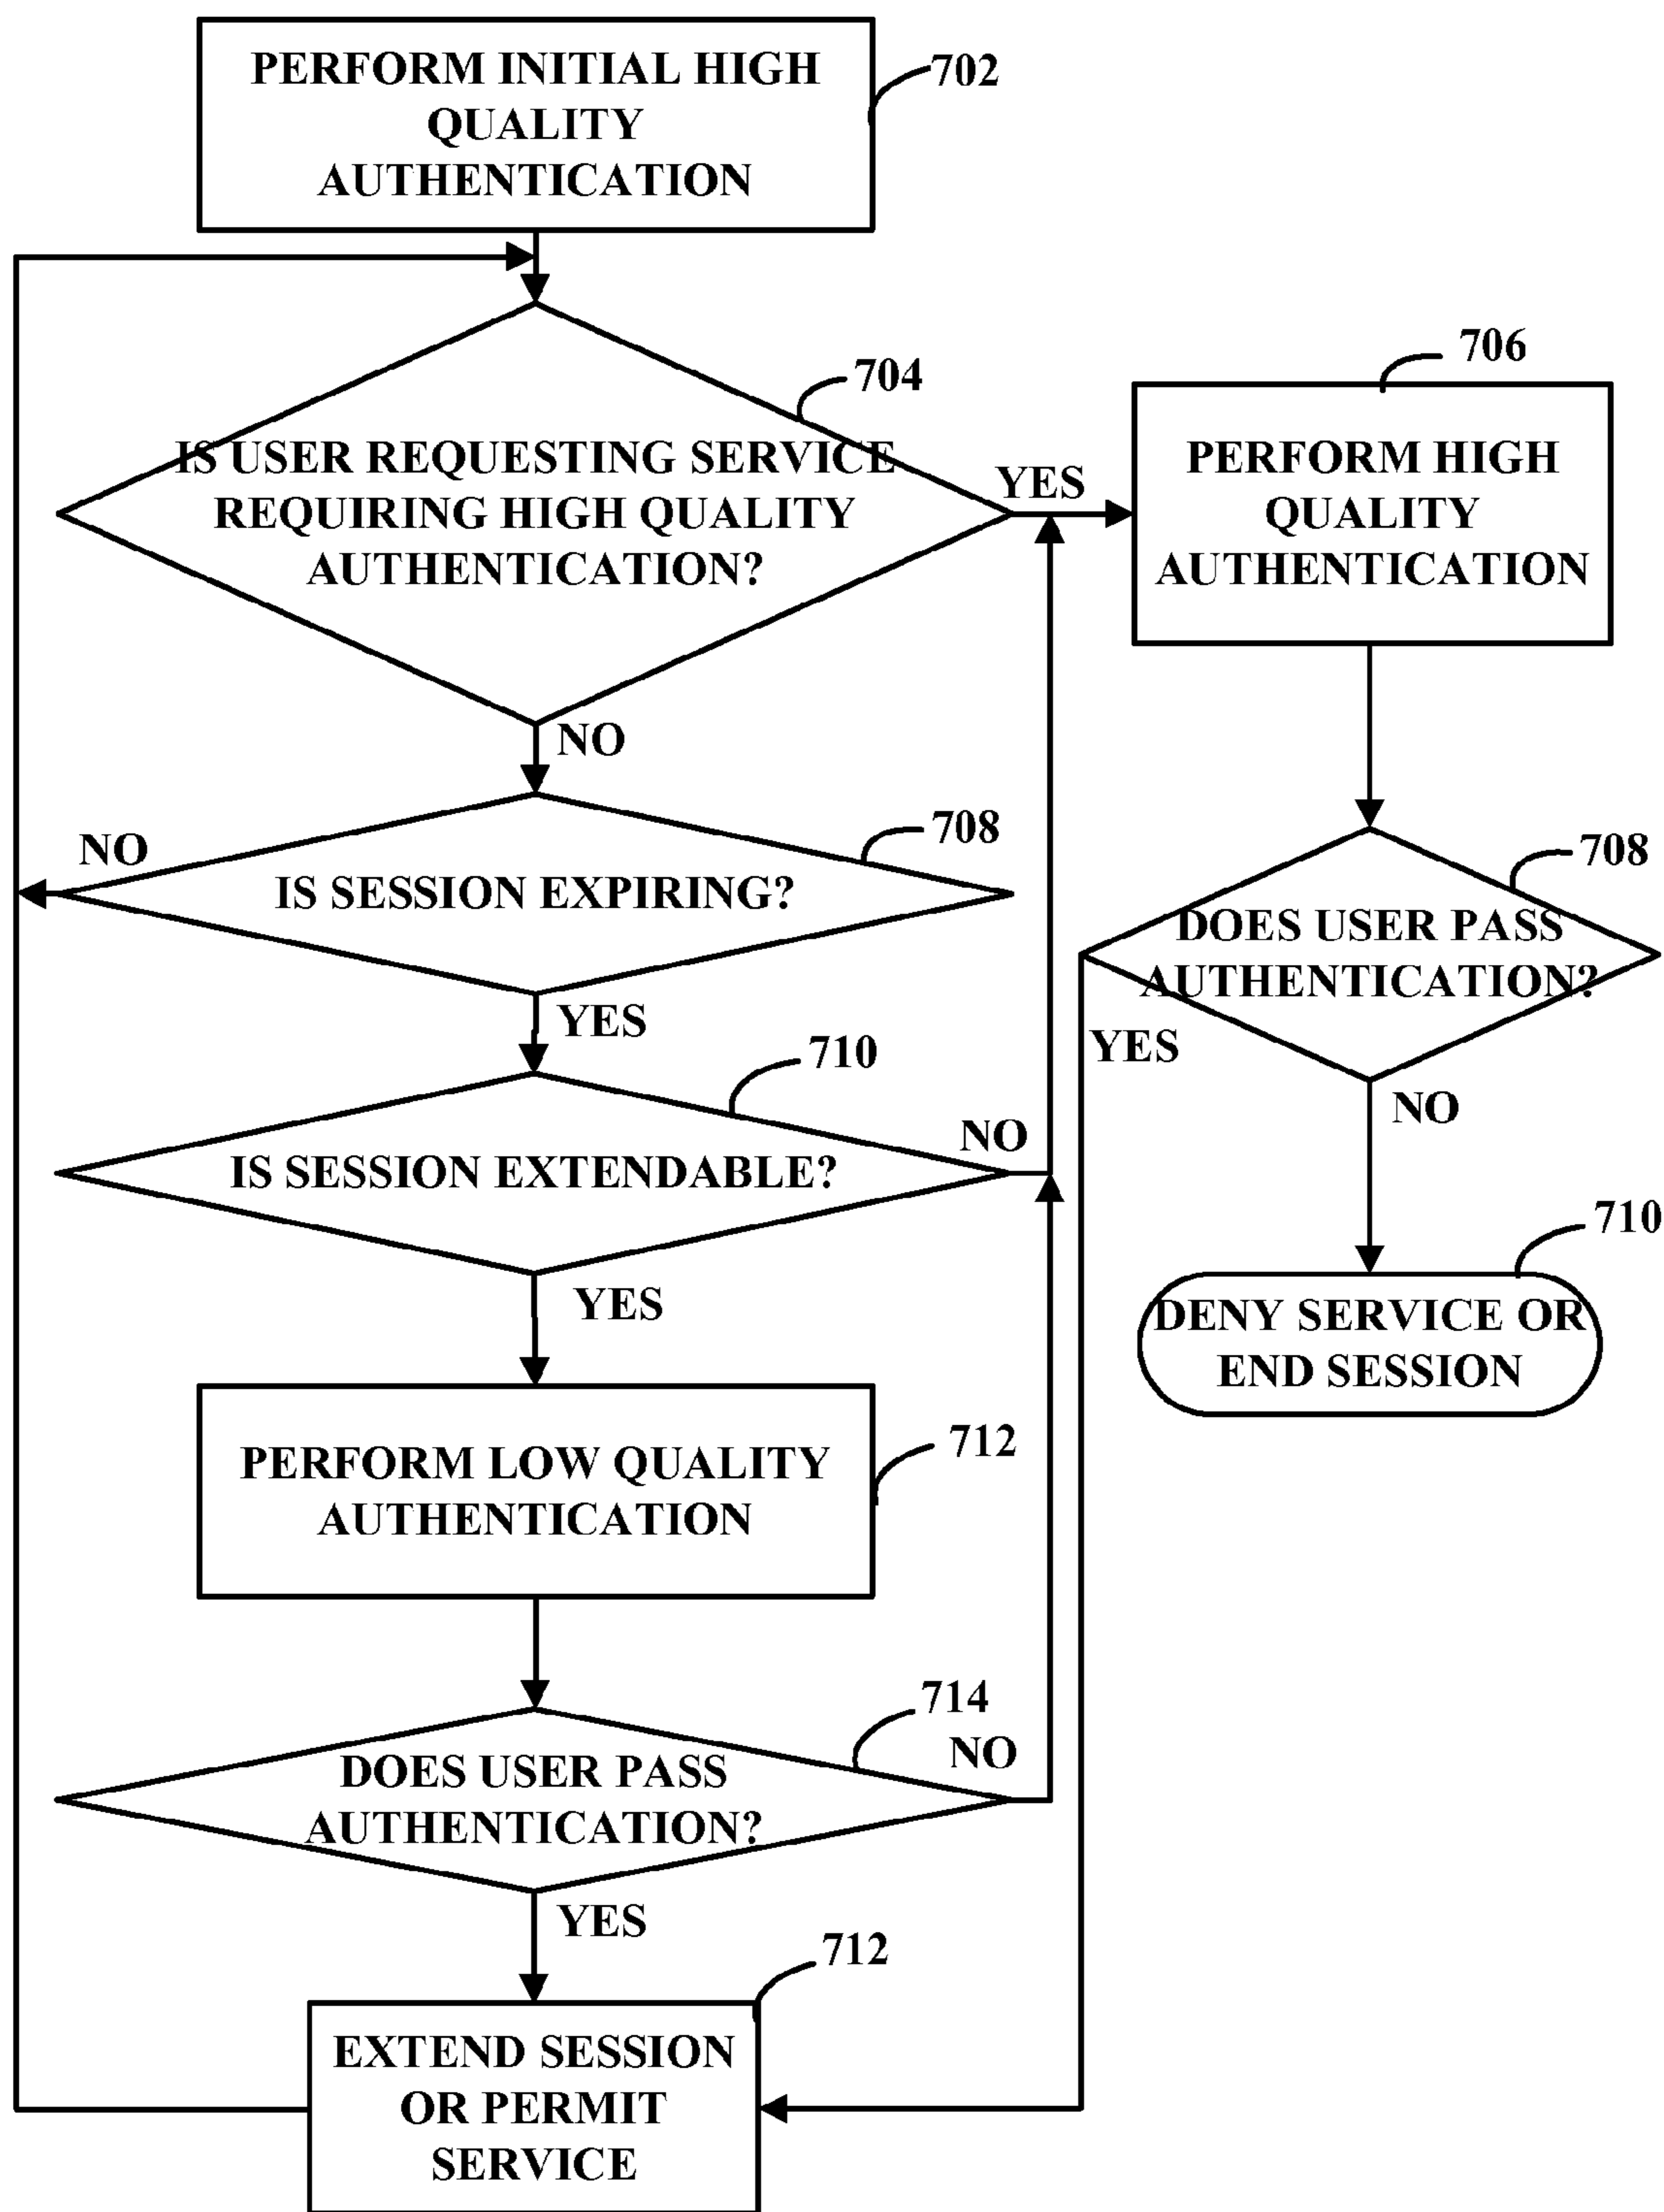 PERFORM INITIAL HIGH
QUALITY
AUTHENTICATION
702
704
IS USER REQUESTING SERVICE
REQUIRING HIGH QUALITY
AUTHENTICATION?
YES
NO
706
PERFORM HIGH
QUALITY
AUTHENTICATION
708
IS SESSION EXPIRING?
NO
YES
708
DOES USER PASS
AUTHENTICATION?
YES
NO
710
IS SESSION EXTENDABLE?
NO
YES
710
DENY SERVICE OR
END SESSION
712
PERFORM LOW QUALITY
AUTHENTICATION
714
NO
DOES USER PASS
AUTHENTICATION?
YES
712
EXTEND SESSION
OR PERMIT
SERVICE